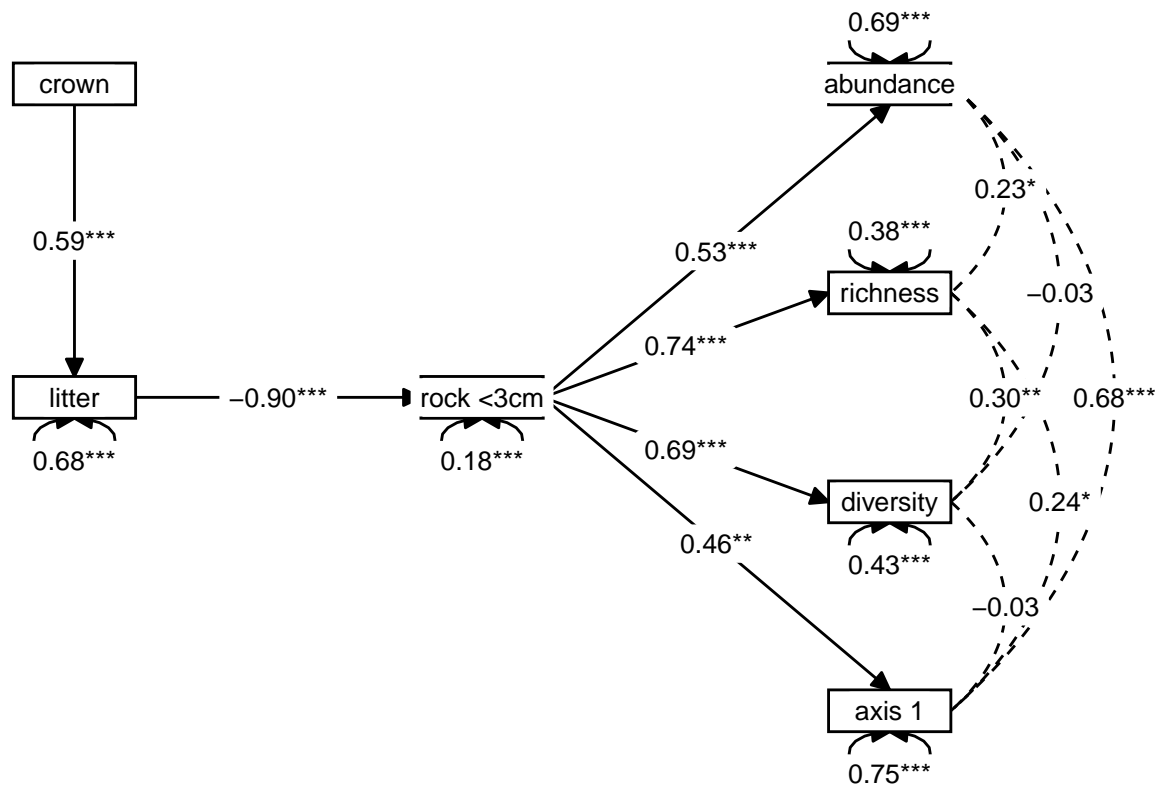 0.69***
crown
abundance
0.23*
0.59***
0.53***
0.38***
richness
−0.03
0.74***
litter
−0.90***
rock <3cm
0.30**
0.68***
0.68***
0.18***
0.69***
diversity
0.24*
0.46**
0.43***
−0.03
axis 1
0.75***